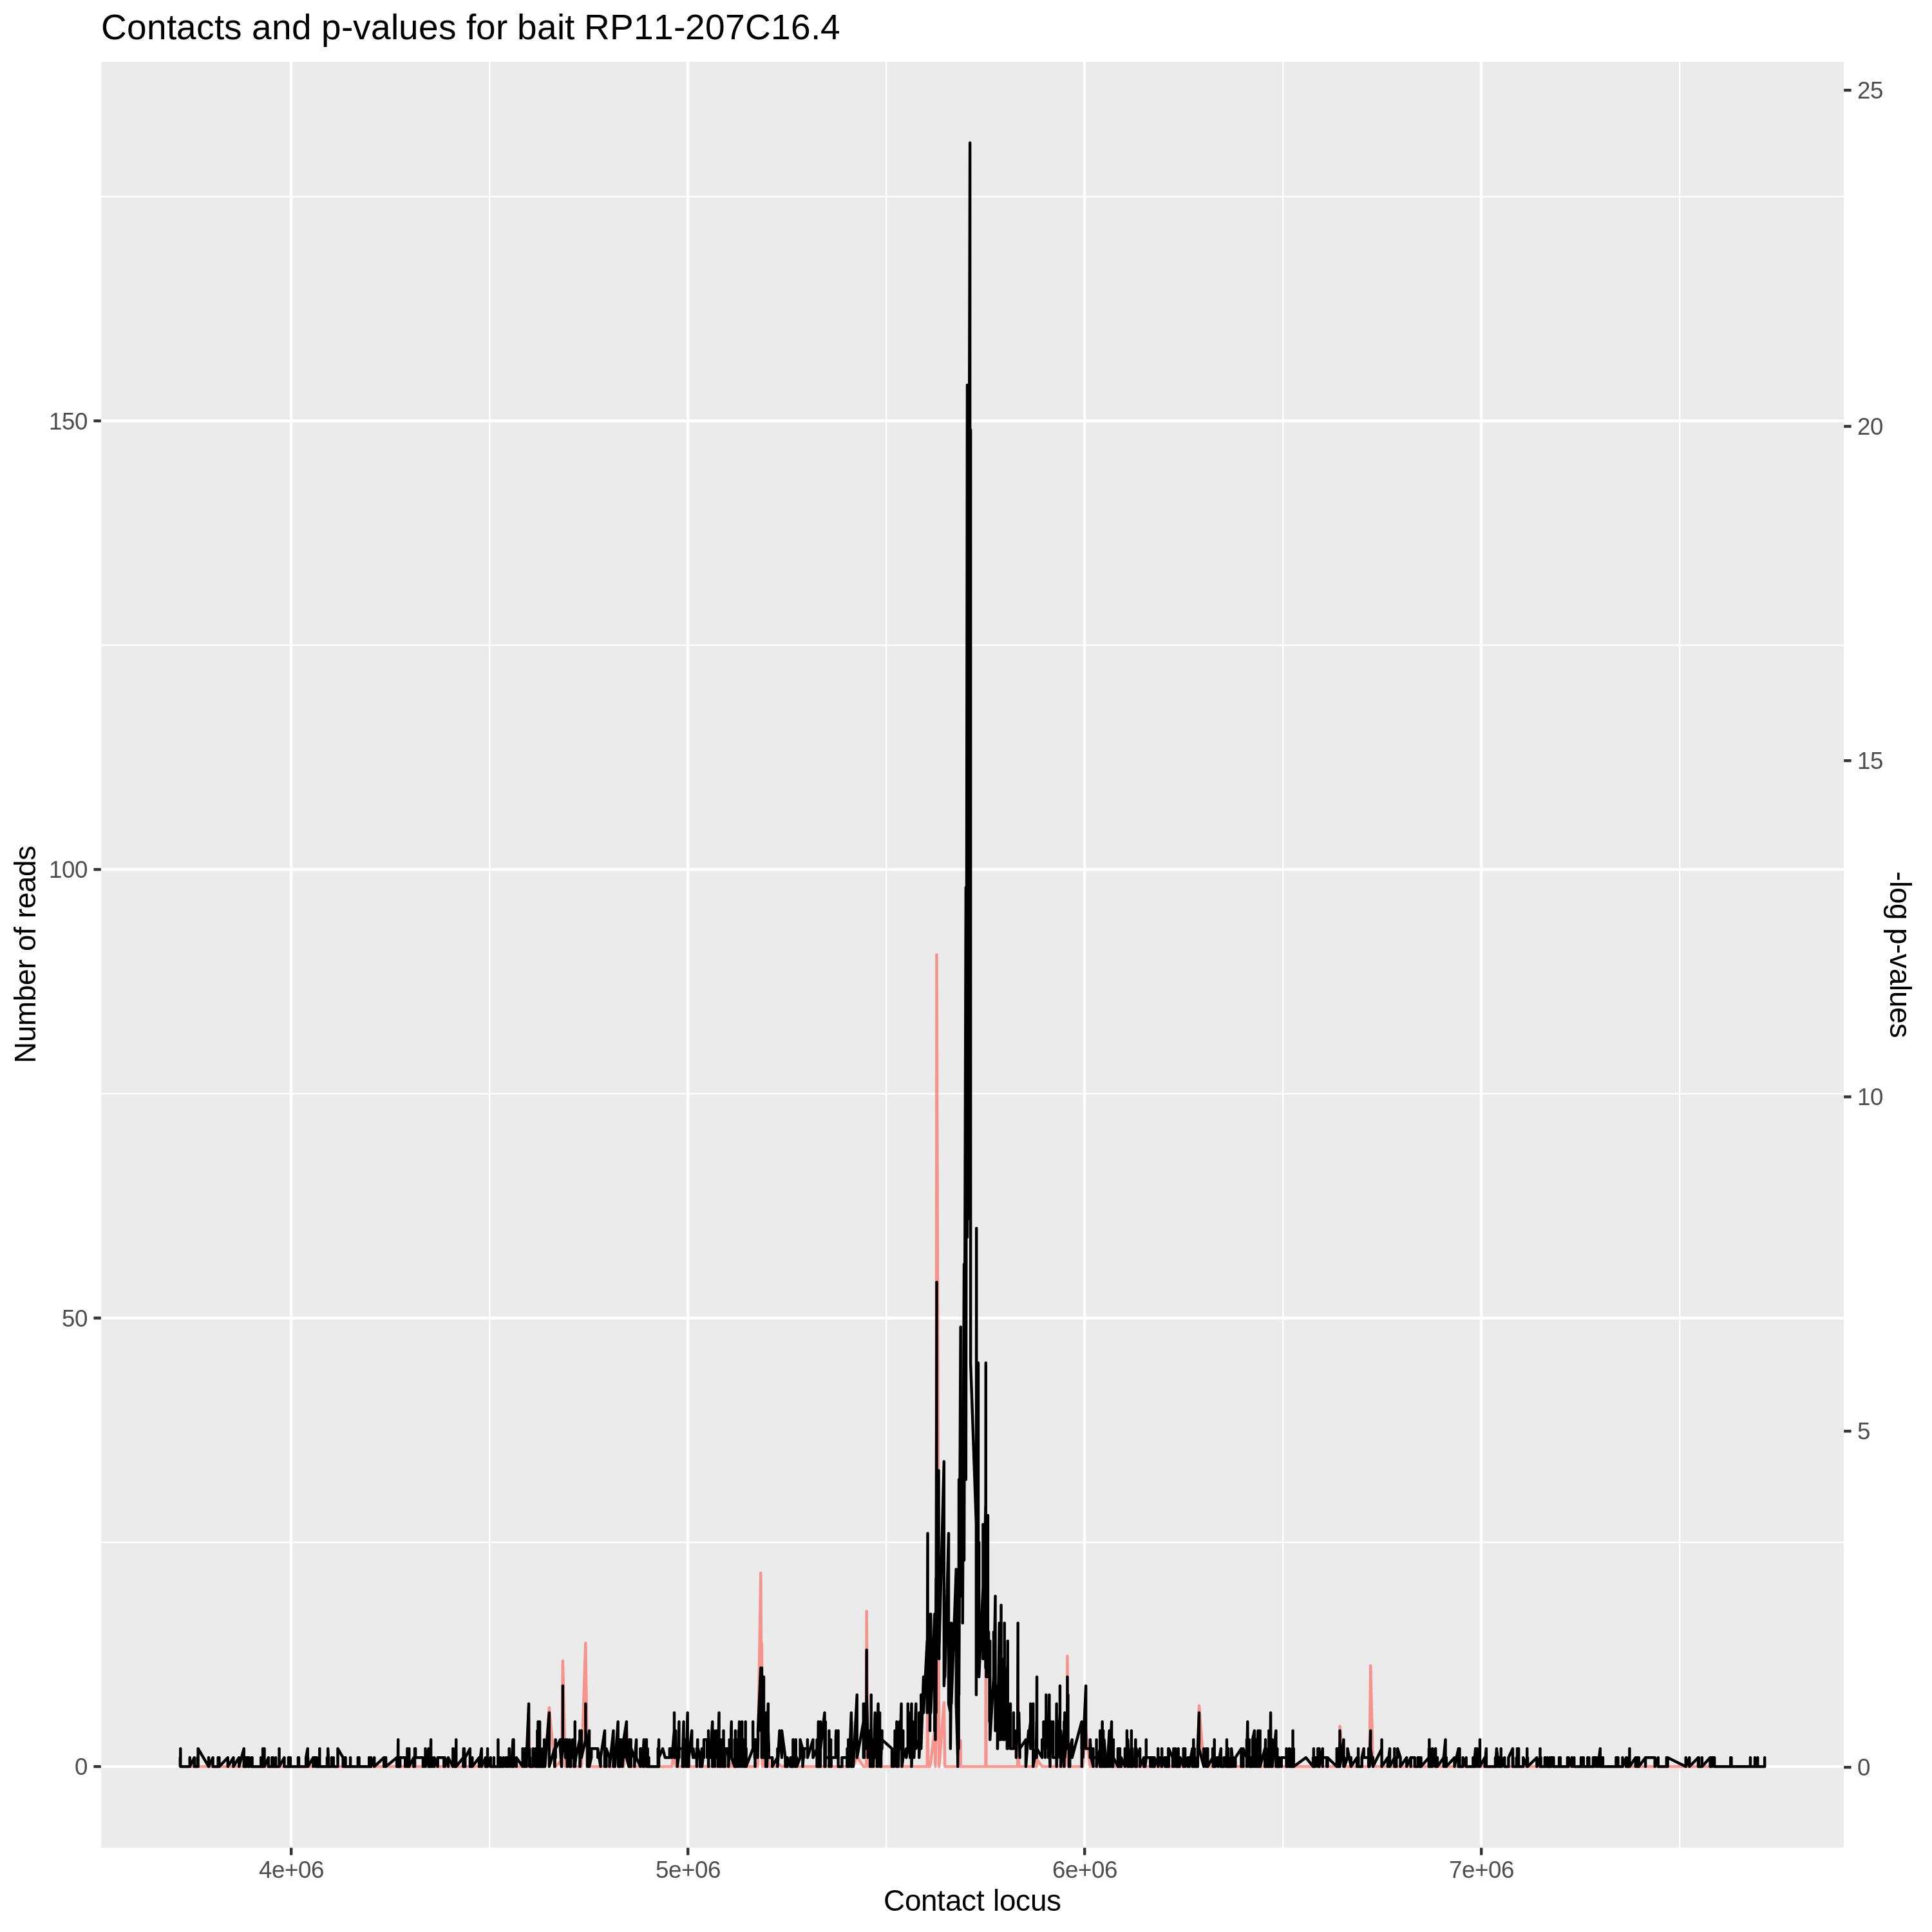 Contacts and p-values for bait RP11-207C16.4
Number of reads
150
100
50
0
25
20
15
10
5
0
-log p-values
4e+06
5e+06
6e+06
7e+06
Contact locus